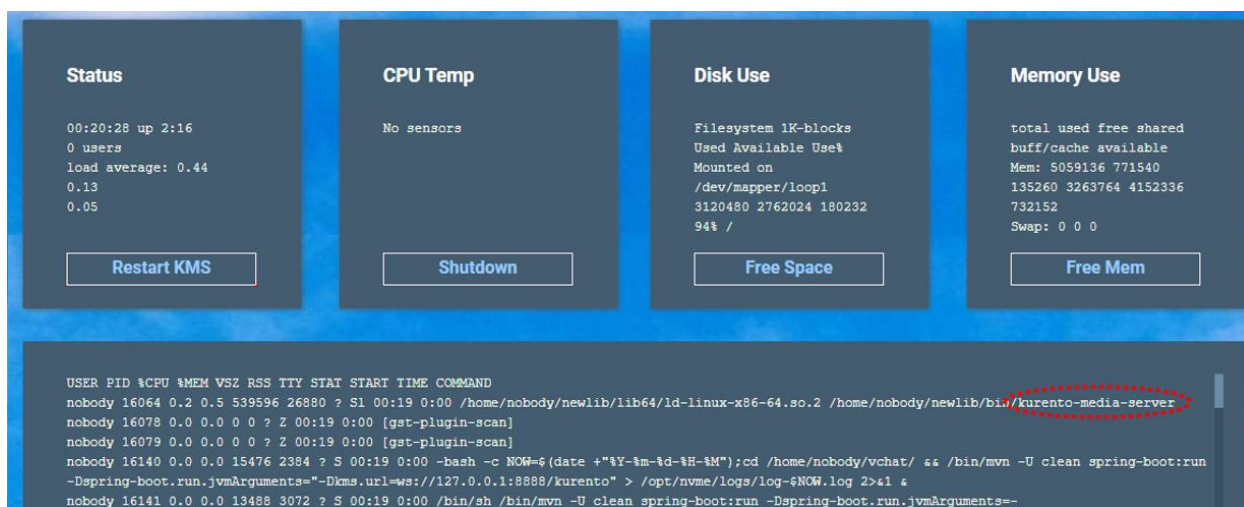 Status
00:20:28 up 2:16
0 users
load average: 0.44
0.13
0.05
Restart KMS
CPU Temp
No sensors
Shutdown
Disk Use
Filesystem 1K-blocks
Used Available Use%
Mounted on
/dev/mapper/loop1
3120480 2762024 180232
94% /
Free Space
Memory Use
total used free shared
buff/cache available
Mem: 5059136 771540
135260 3263764 4152336
732152
Swap: 0 0 0
Free Mem
USER PID %CPU %MEM VSZ RSS TTY STAT START TIME COMMAND
nobody 16064 0.2 0.5 539596 26880 ? Sl 00:19 0:00 /home/nobody/newlib/lib64/ld-linux-x86-64.so.2 /home/nobody/newlib/bin/kurento-media-server
nobody 16078 0.0 0.0 0 0 ? Z 00:19 0:00 [gst-plugin-scan]
nobody 16079 0.0 0.0 0 0 ? Z 00:19 0:00 [gst-plugin-scan]
nobody 16140 0.0 0.0 15476 2384 ? S 00:19 0:00 -bash -c NOW=$(date +"%Y-%m-%d-%H-%M");cd /home/nobody/vchat/ && /bin/mvn -U clean spring-boot:run
-Dspring-boot.run.jvmArguments="-Dkms.url=ws://127.0.0.1:8888/kurento" > /opt/nvme/logs/log-$NOW.log 2>&1 &
nobody 16141 0.0 0.0 13488 3072 ? S 00:19 0:00 /bin/sh /bin/mvn -U clean spring-boot:run -Dspring-boot.run.jvmArguments=-